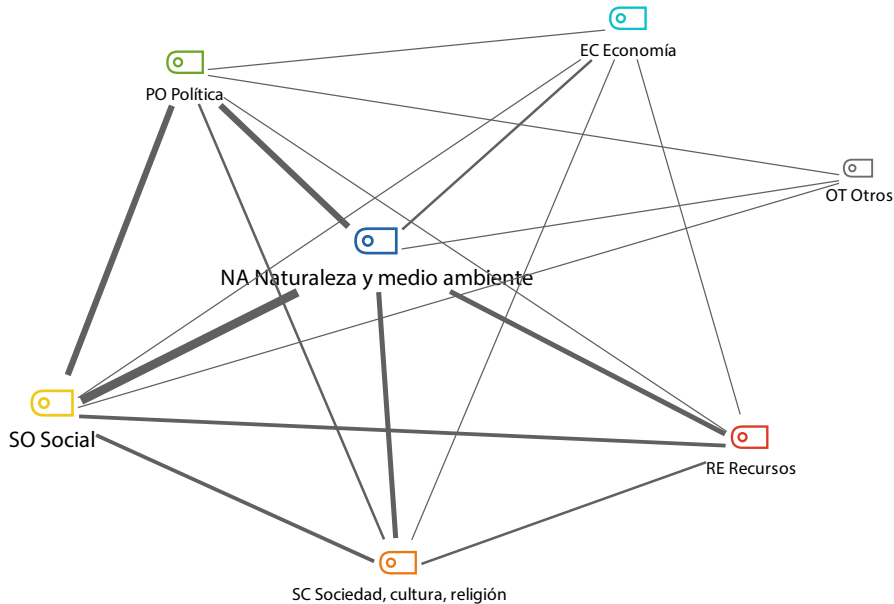 EC Economía
PO Política
OT Otros
NA Naturaleza y medio ambiente
SO Social
RE Recursos
SC Sociedad, cultura, religión